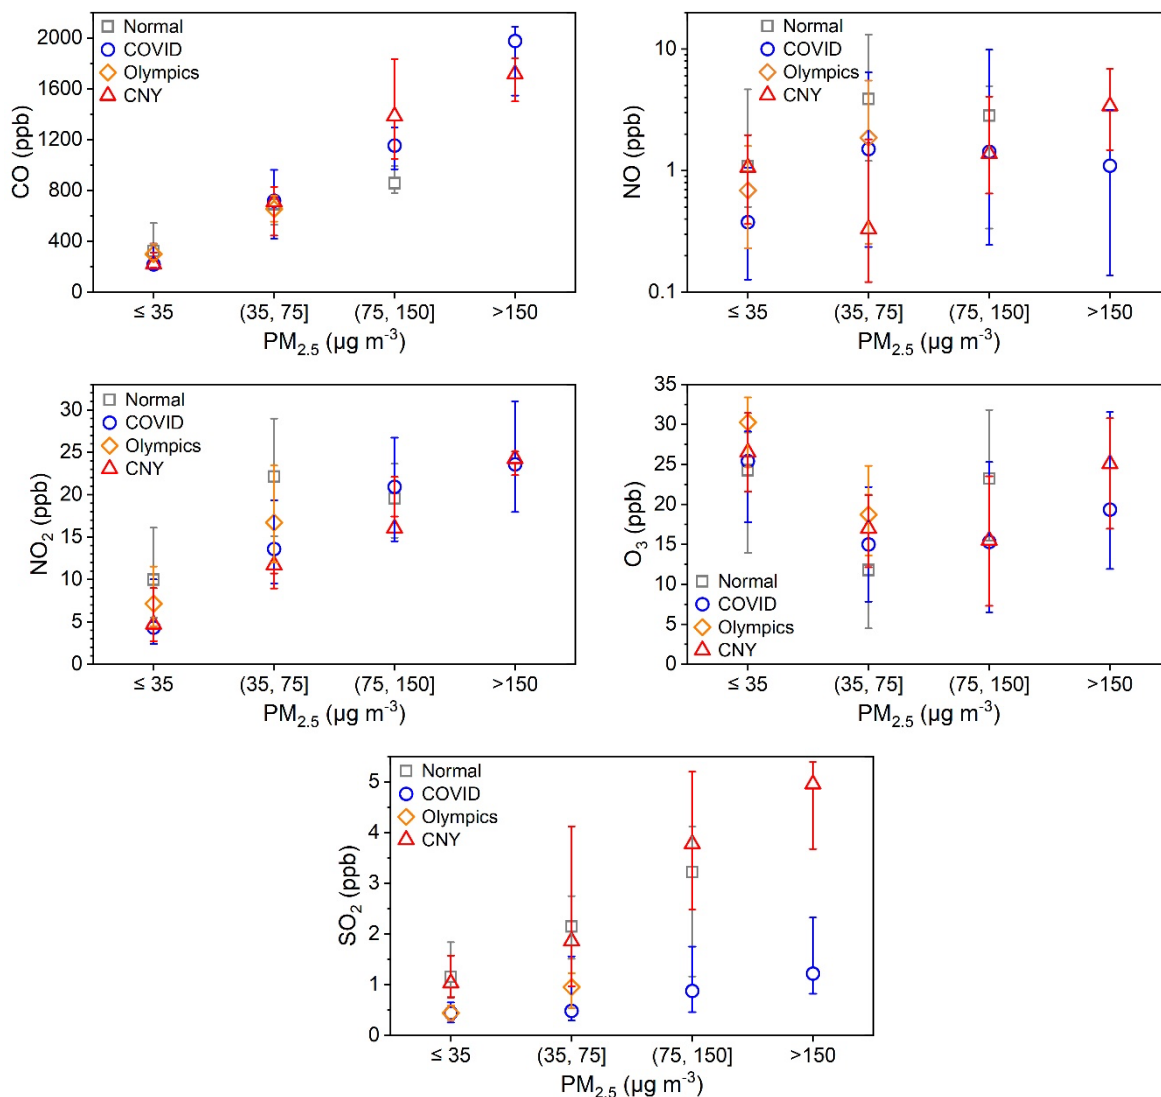 2000
1600
1200
800
400
0
CO (ppb)
Normal
COVID
Olympics
CNY
≤ 35
(35, 75]
(75, 150]
>150
PM2.5 (µg m-3)
10
1
0.1
NO (ppb)
Normal
COVID
Olympics
CNY
≤ 35
(35, 75]
(75, 150]
>150
PM2.5 (µg m-3)
30
25
20
15
10
5
0
NO2 (ppb)
Normal
COVID
Olympics
CNY
≤ 35
(35, 75]
(75, 150]
>150
PM2.5 (µg m-3)
35
30
25
20
15
10
5
0
O3 (ppb)
Normal
COVID
Olympics
CNY
≤ 35
(35, 75]
(75, 150]
>150
PM2.5 (µg m-3)
5
4
3
2
1
0
SO2 (ppb)
Normal
COVID
Olympics
CNY
≤ 35
(35, 75]
(75, 150]
>150
PM2.5 (µg m-3)